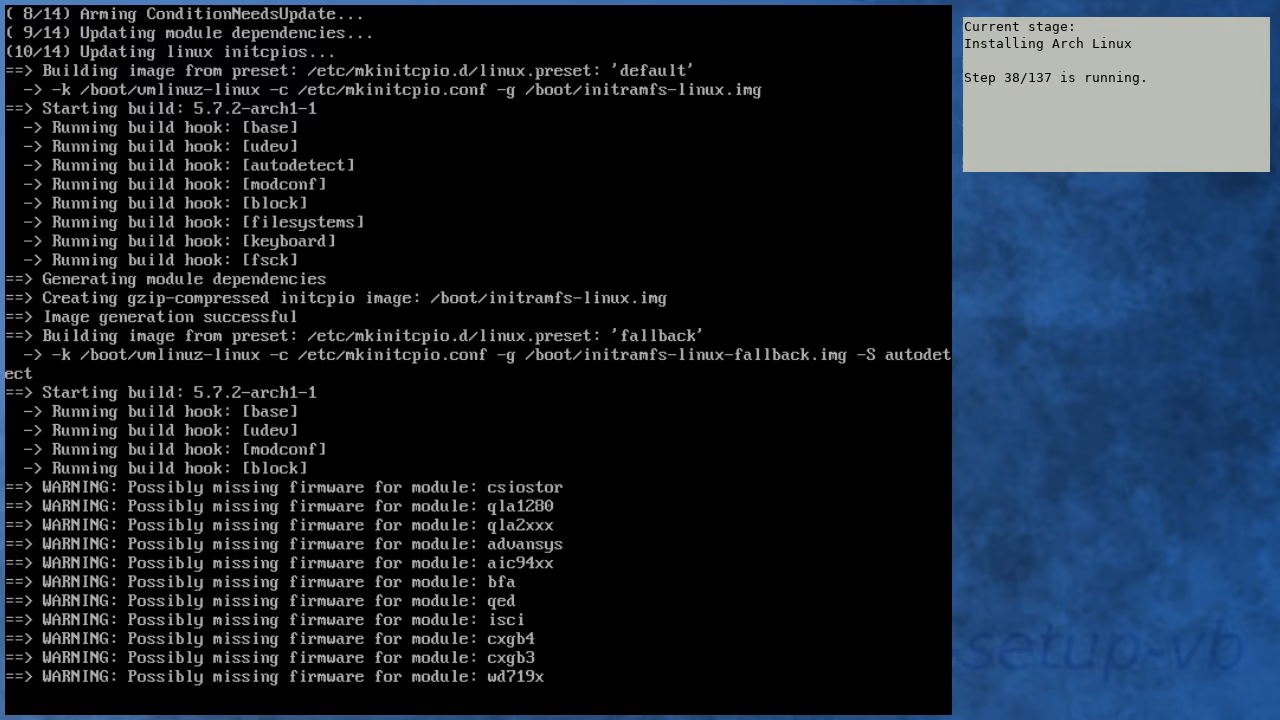 ( 8/14) Arming ConditionNeedsUpdate...
( 9/14) Updating module dependencies...
(10/14) Updating linux initcpios...
==> Building image from preset: /etc/mkinitcpio.d/linux.preset: 'default'
  -> -k /boot/vmlinuz-linux -c /etc/mkinitcpio.conf -g /boot/initramfs-linux.img
==> Starting build: 5.7.2-arch1-1
  -> Running build hook: [base]
  -> Running build hook: [udev]
  -> Running build hook: [autodetect]
  -> Running build hook: [modconf]
  -> Running build hook: [block]
  -> Running build hook: [filesystems]
  -> Running build hook: [keyboard]
  -> Running build hook: [fsck]
==> Generating module dependencies
==> Creating gzip-compressed initcpio image: /boot/initramfs-linux.img
==> Image generation successful
==> Building image from preset: /etc/mkinitcpio.d/linux.preset: 'fallback'
  -> -k /boot/vmlinuz-linux -c /etc/mkinitcpio.conf -g /boot/initramfs-linux-fallback.img -S autodet
ect
==> Starting build: 5.7.2-arch1-1
  -> Running build hook: [base]
  -> Running build hook: [udev]
  -> Running build hook: [modconf]
  -> Running build hook: [block]
==> WARNING: Possibly missing firmware for module: csiostor
==> WARNING: Possibly missing firmware for module: qla1280
==> WARNING: Possibly missing firmware for module: qla2xxx
==> WARNING: Possibly missing firmware for module: advansys
==> WARNING: Possibly missing firmware for module: aic94xx
==> WARNING: Possibly missing firmware for module: bfa
==> WARNING: Possibly missing firmware for module: qed
==> WARNING: Possibly missing firmware for module: isci
==> WARNING: Possibly missing firmware for module: cxgb4
==> WARNING: Possibly missing firmware for module: cxgb3
==> WARNING: Possibly missing firmware for module: wd719x
Current stage:
Installing Arch Linux
Step 38/137 is running.
setup-vb